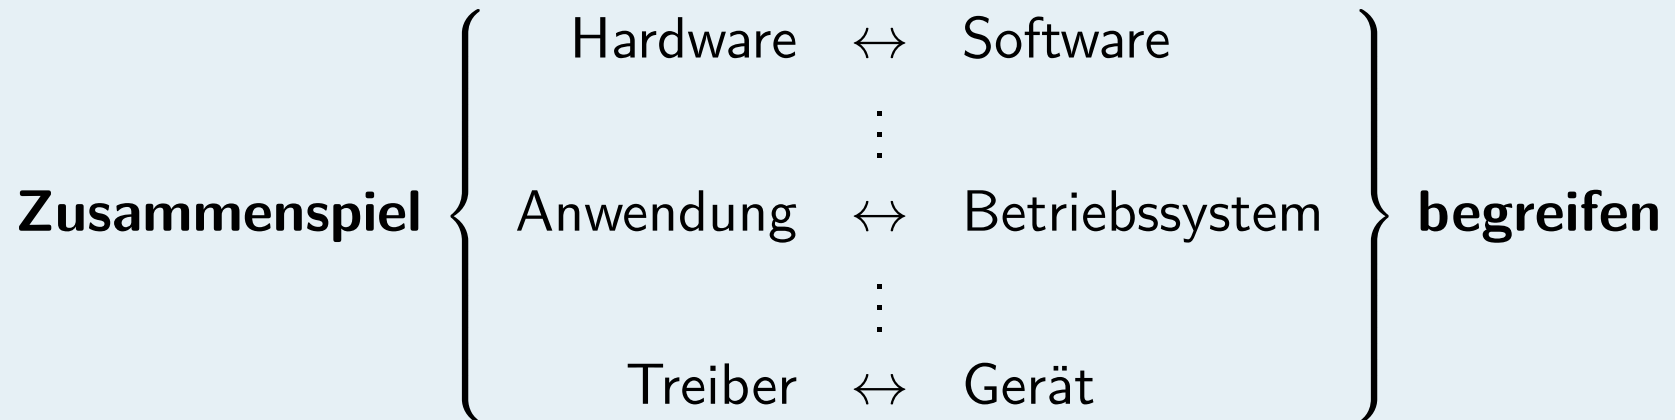 Hardware ↔ Software
⋮
Zusammenspiel { Anwendung ↔ Betriebssystem } begreifen
⋮
Treiber ↔ Gerät